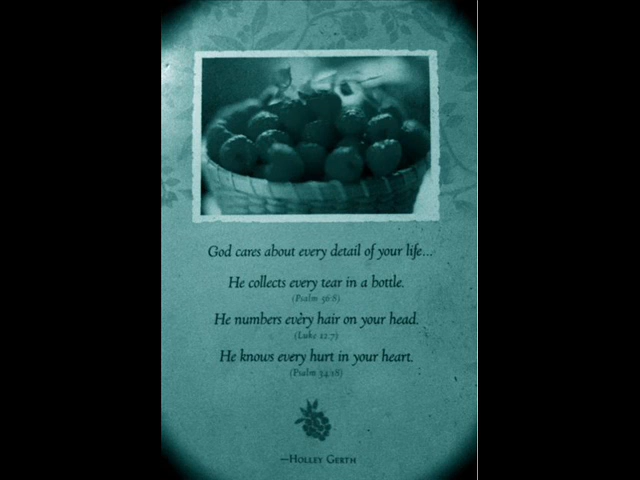 God cares about every detail of your life...
He collects every tear in a bottle.
(Psalm 56:8)
He numbers every hair on your head.
(Luke 12:7)
He knows every hurt in your heart.
(Psalm 34:18)
—Holley Gerth